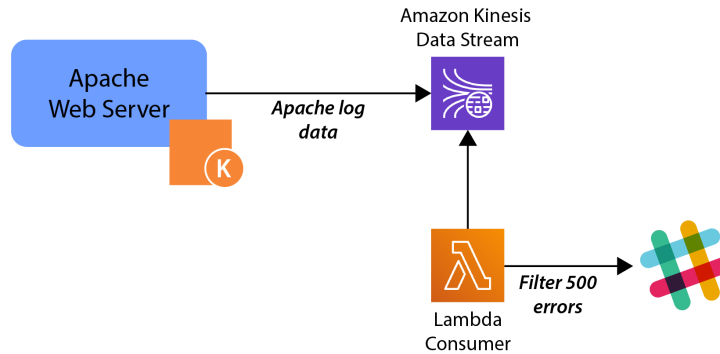 Amazon Kinesis
Data Stream
Apache
Web Server
Apache log
data
K
Filter 500
errors
Lambda
Consumer